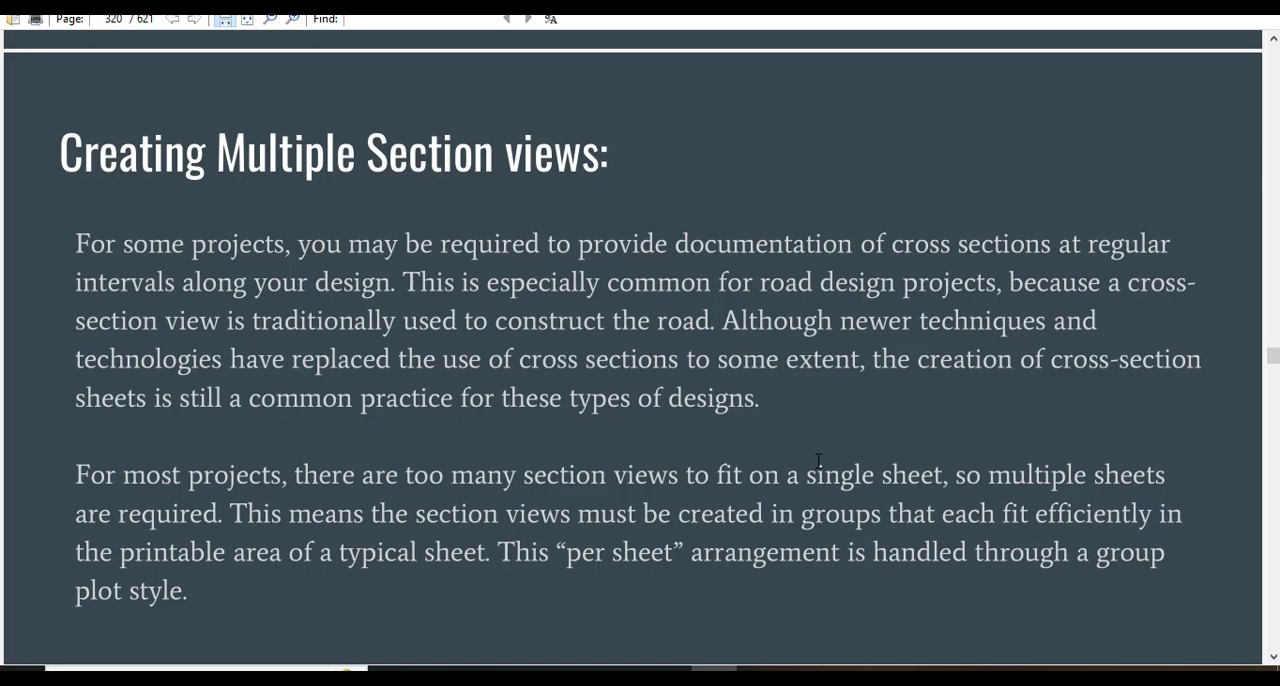 Page: 320 / 621 Find:
Creating Multiple Section views:
For some projects, you may be required to provide documentation of cross sections at regular
intervals along your design. This is especially common for road design projects, because a cross-
section view is traditionally used to construct the road. Although newer techniques and
technologies have replaced the use of cross sections to some extent, the creation of cross-section
sheets is still a common practice for these types of designs.
For most projects, there are too many section views to fit on a single sheet, so multiple sheets
are required. This means the section views must be created in groups that each fit efficiently in
the printable area of a typical sheet. This “per sheet” arrangement is handled through a group
plot style.